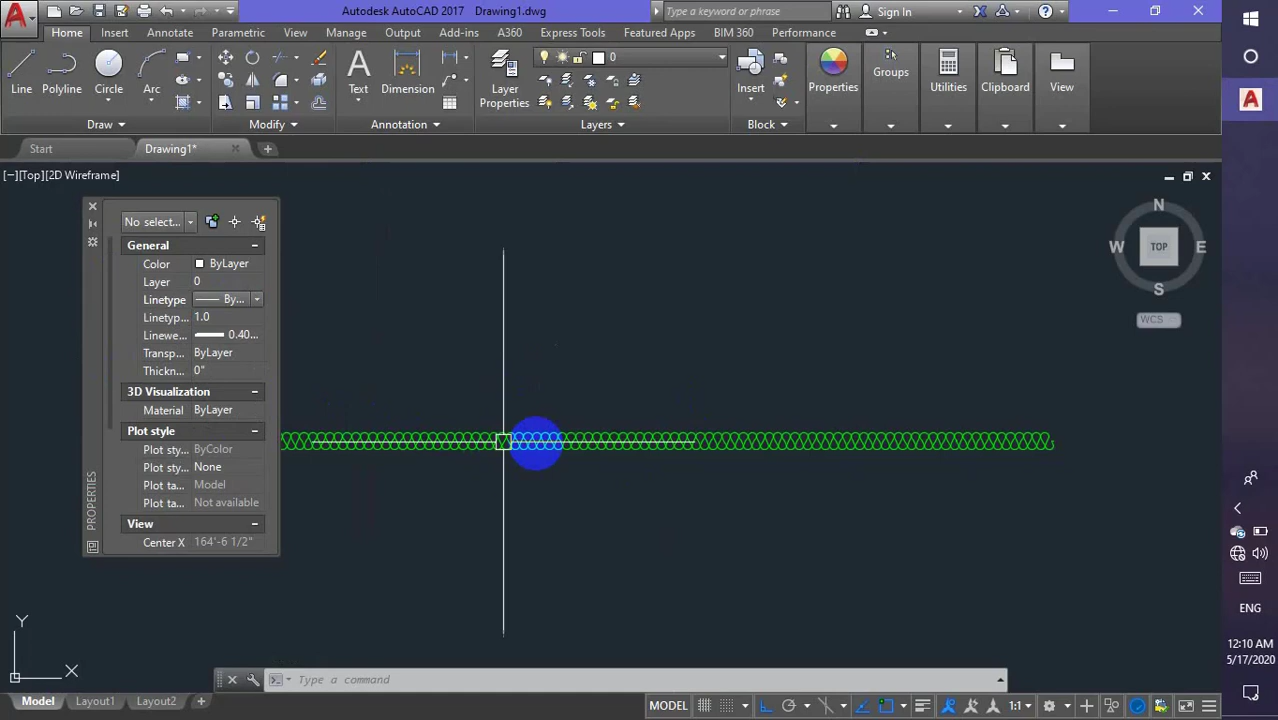 Autodesk AutoCAD 2017 Drawing1.dwg
Type a keyword or phrase
Sign In
Home Insert Annotate Parametric View Manage Output Add-ins A360 Express Tools Featured Apps BIM 360 Performance
0
Line Polyline Circle Arc
Text Dimension
Layer Properties
Insert
Properties Groups Utilities Clipboard View
Draw Modify Annotation Layers Block
Start Drawing1*
[−][Top][2D Wireframe]
No select...
General
Color ByLayer
Layer 0
Linetype By...
Linetyp... 1.0
Linewe... 0.40...
Transp... ByLayer
Thickn... 0"
3D Visualization
Material ByLayer
Plot style
Plot sty... ByColor
Plot sty... None
Plot ta... Model
Plot ta... Not available
View
Center X 164'-6 1/2"
PROPERTIES
N
W TOP E
S
WCS
Y
X
Type a command
Model Layout1 Layout2
MODEL
1:1
ENG
12:10 AM
5/17/2020